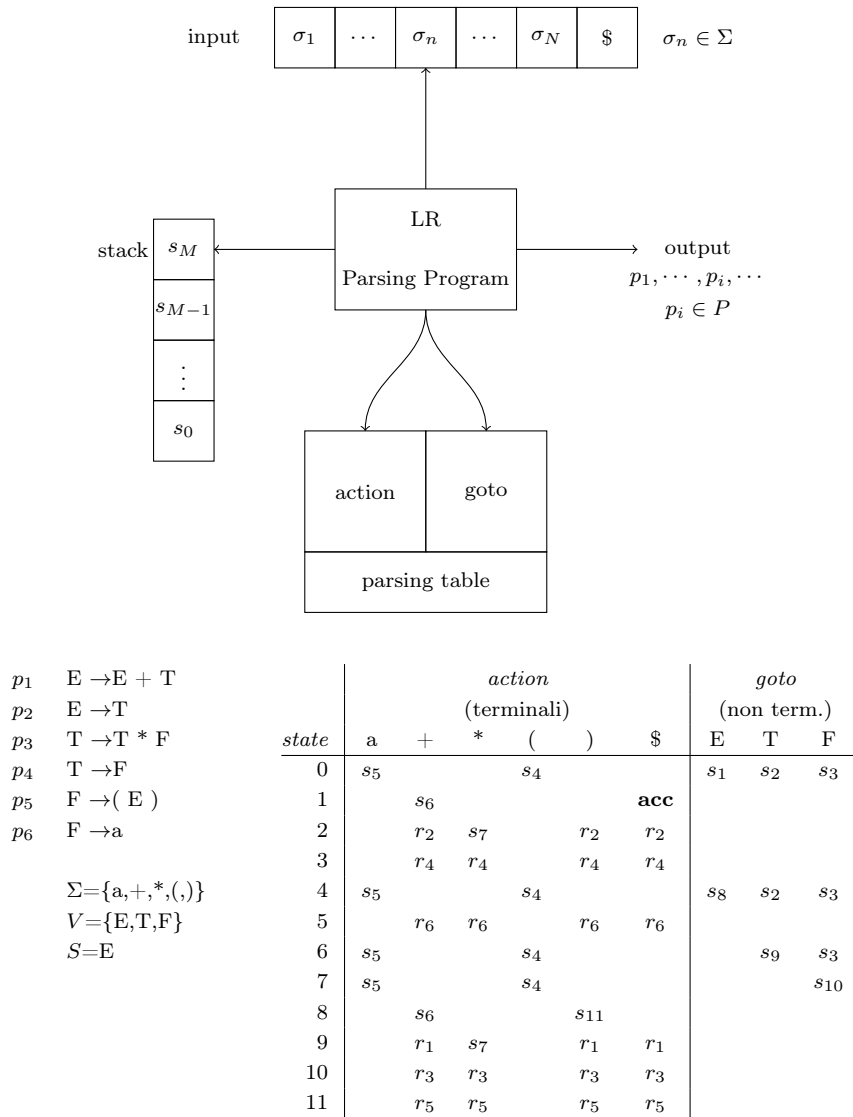 input σ1 ⋯ σn ⋯ σN $ σn ∈ Σ
LR
stack sM Parsing Program output
p1, ⋯ , pi, ⋯
sM−1 pi ∈ P
⋮
s0
action goto
parsing table
p1 E →E + T action goto
p2 E →T (terminali) (non term.)
p3 T →T * F state a + * ( ) $ E T F
p4 T →F 0 s5 s4 s1 s2 s3
p5 F →( E ) 1 s6 acc
p6 F →a 2 r2 s7 r2 r2
3 r4 r4 r4 r4
Σ={a,+,*,(,)} 4 s5 s4 s8 s2 s3
V={E,T,F} 5 r6 r6 r6 r6
S=E 6 s5 s4 s9 s3
7 s5 s4 s10
8 s6 s11
9 r1 s7 r1 r1
10 r3 r3 r3 r3
11 r5 r5 r5 r5